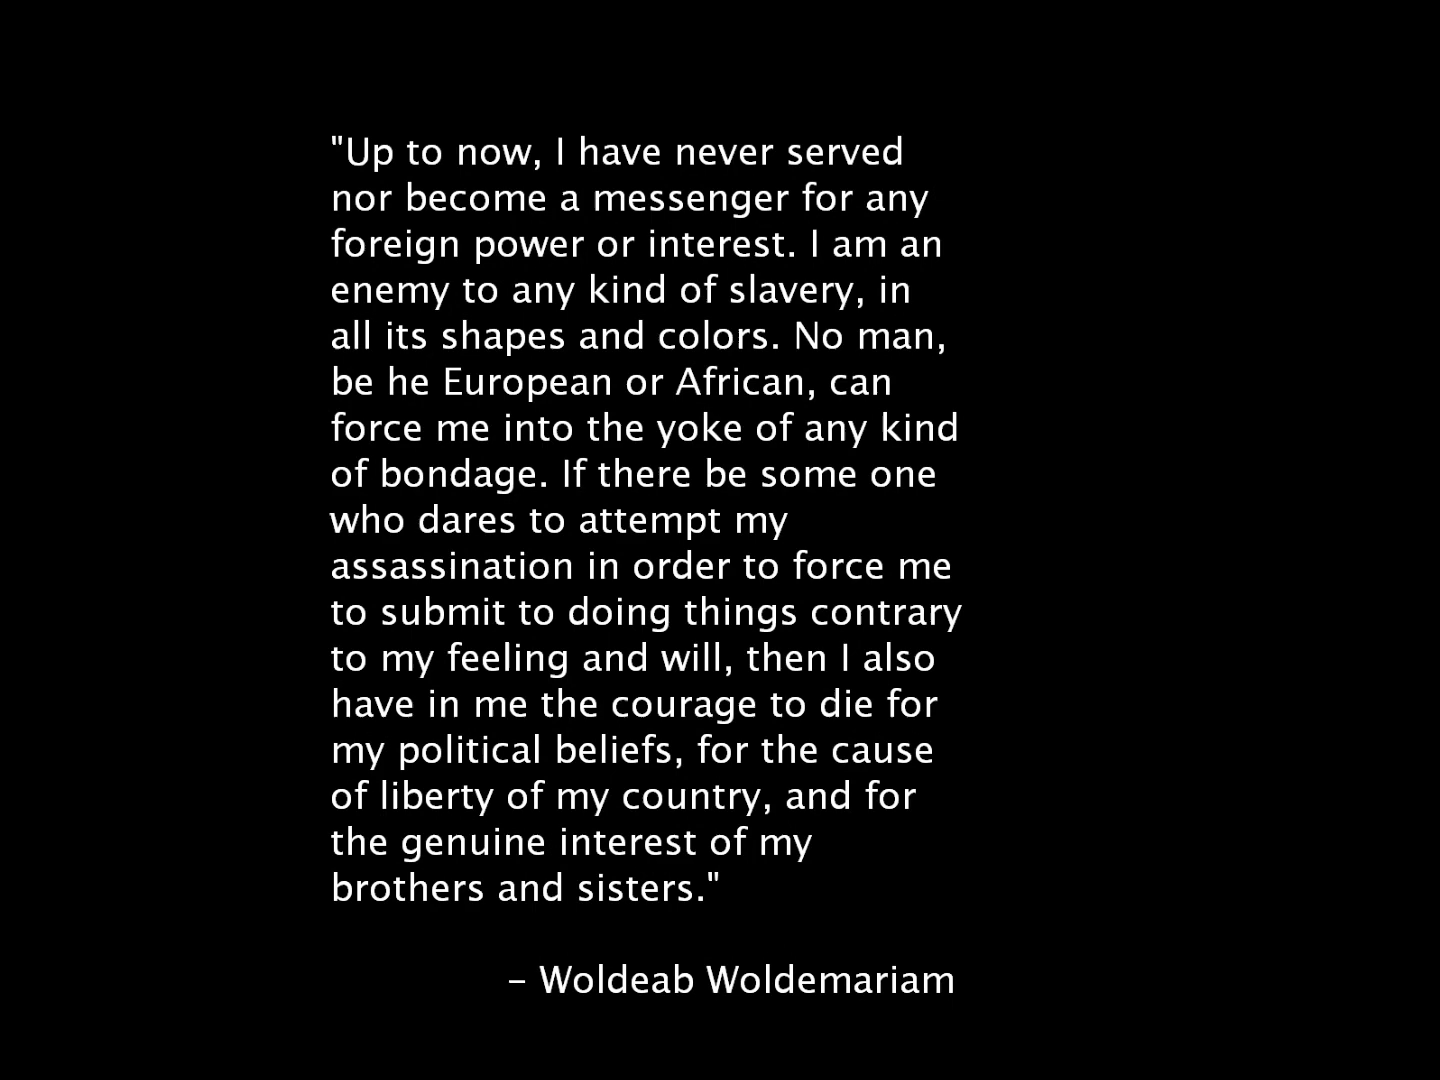 "Up to now, I have never served
nor become a messenger for any
foreign power or interest. I am an
enemy to any kind of slavery, in
all its shapes and colors. No man,
be he European or African, can
force me into the yoke of any kind
of bondage. If there be some one
who dares to attempt my
assassination in order to force me
to submit to doing things contrary
to my feeling and will, then I also
have in me the courage to die for
my political beliefs, for the cause
of liberty of my country, and for
the genuine interest of my
brothers and sisters."
– Woldeab Woldemariam